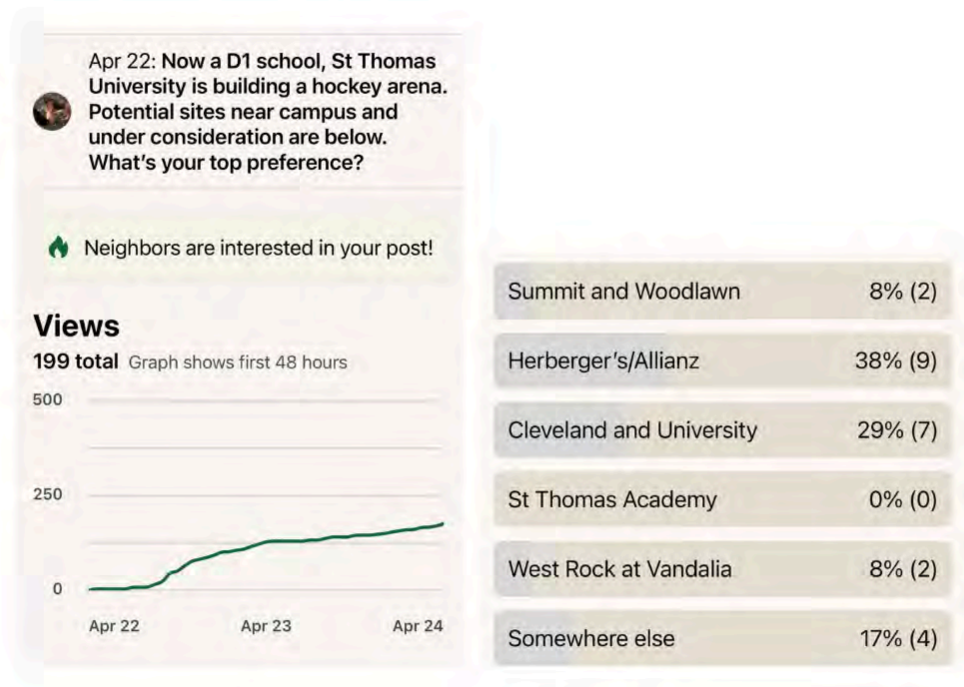 Apr 22: Now a D1 school, St Thomas
University is building a hockey arena.
Potential sites near campus and
under consideration are below.
What's your top preference?
Neighbors are interested in your post!
Views
199 total Graph shows first 48 hours
500
250
0
Apr 22 Apr 23 Apr 24
Summit and Woodlawn 8% (2)
Herberger's/Allianz 38% (9)
Cleveland and University 29% (7)
St Thomas Academy 0% (0)
West Rock at Vandalia 8% (2)
Somewhere else 17% (4)